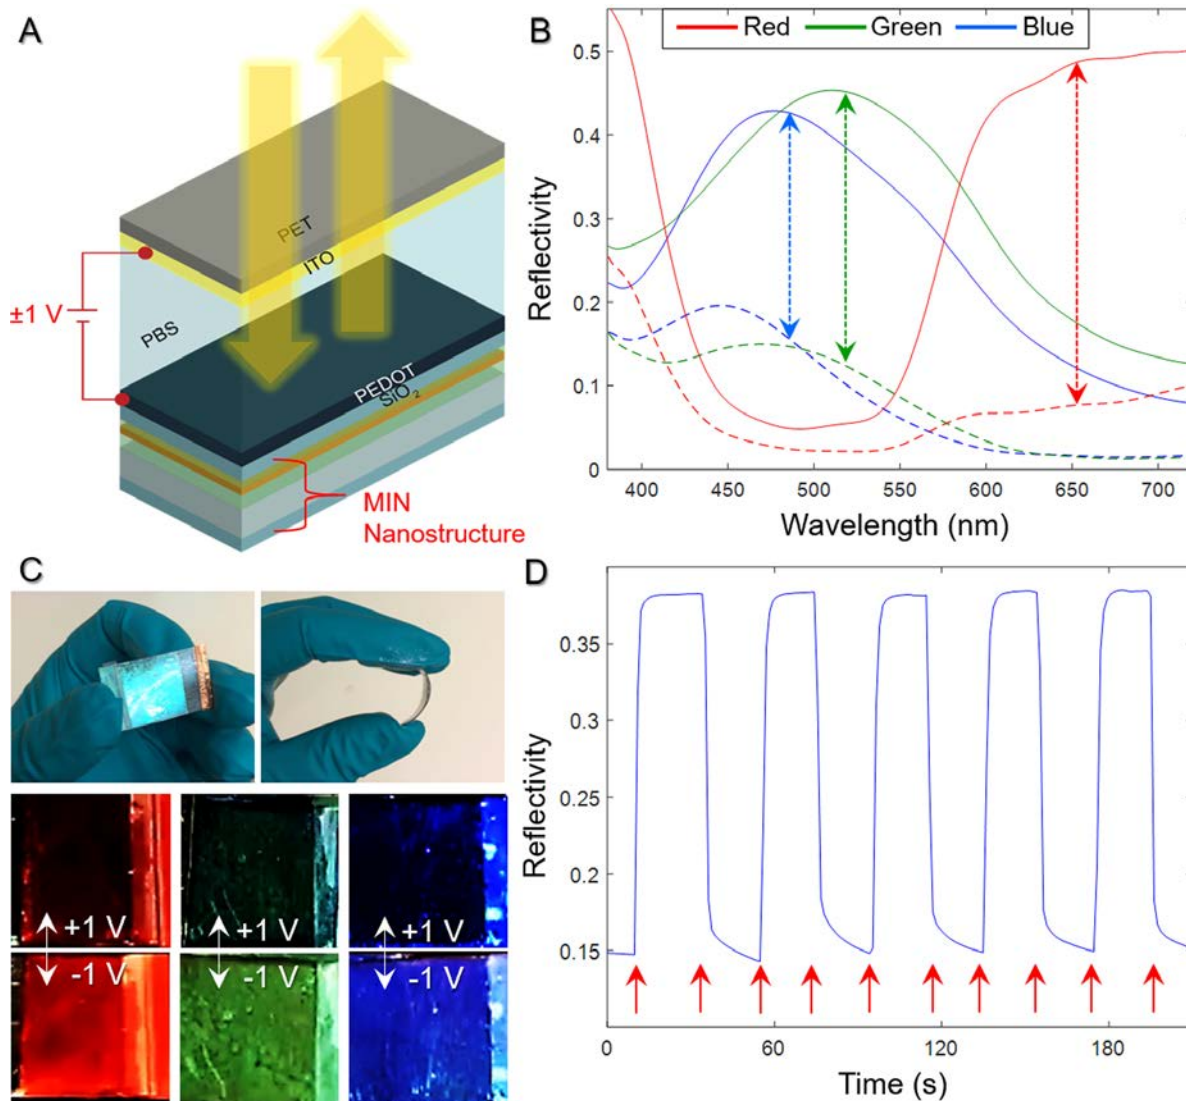 A
PET
ITO
±1 V
PBS
PEDOT
SiO₂
MIN
Nanostructure
B
Red Green Blue
0.5
0.4
0.3
0.2
0.1
0
Reflectivity
400 450 500 550 600 650 700
Wavelength (nm)
C
+1 V +1 V +1 V
-1 V -1 V -1 V
D
0.35
0.3
0.25
0.2
0.15
Reflectivity
0 60 120 180
Time (s)